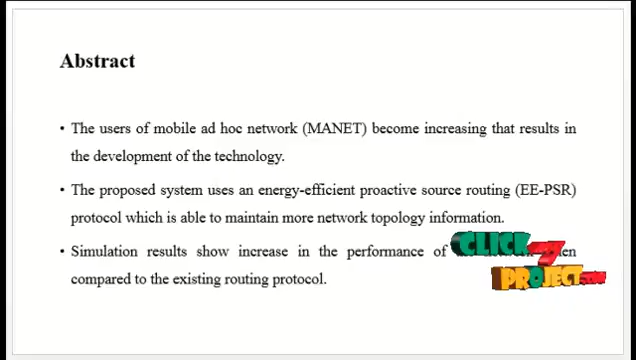 Abstract
• The users of mobile ad hoc network (MANET) become increasing that results in
the development of the technology.
• The proposed system uses an energy-efficient proactive source routing (EE-PSR)
protocol which is able to maintain more network topology information.
• Simulation results show increase in the performance of
compared to the existing routing protocol.
CLICK
PROJECT.COM